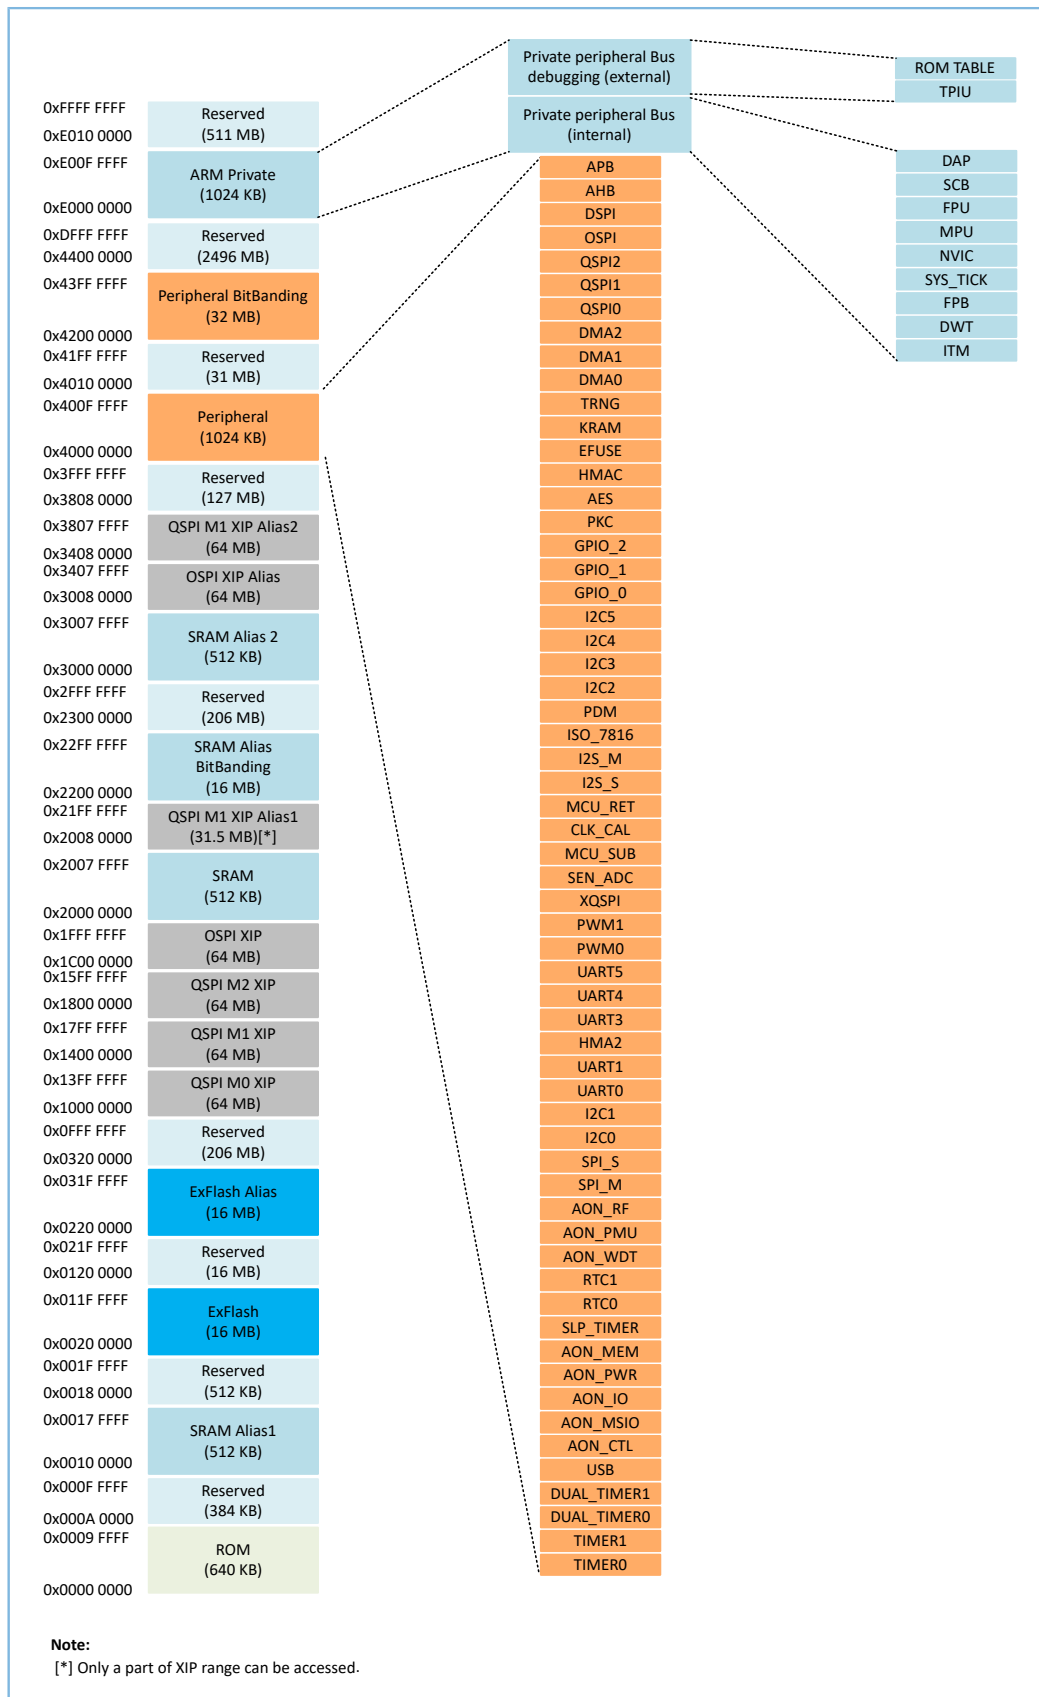 0xFFFF FFFF
Reserved
(511 MB)
0xE010 0000
0xE00F FFFF
ARM Private
(1024 KB)
0xE000 0000
0xDFFF FFFF
Reserved
(2496 MB)
0x4400 0000
0x43FF FFFF
Peripheral BitBanding
(32 MB)
0x4200 0000
0x41FF FFFF
Reserved
(31 MB)
0x4010 0000
0x400F FFFF
Peripheral
(1024 KB)
0x4000 0000
0x3FFF FFFF
Reserved
(127 MB)
0x3808 0000
0x3807 FFFF
QSPI M1 XIP Alias2
(64 MB)
0x3408 0000
0x3407 FFFF
OSPI XIP Alias
(64 MB)
0x3008 0000
0x3007 FFFF
SRAM Alias 2
(512 KB)
0x3000 0000
0x2FFF FFFF
Reserved
(206 MB)
0x2300 0000
0x22FF FFFF
SRAM Alias
BitBanding
(16 MB)
0x2200 0000
0x21FF FFFF
QSPI M1 XIP Alias1
(31.5 MB)[*]
0x2008 0000
0x2007 FFFF
SRAM
(512 KB)
0x2000 0000
0x1FFF FFFF
OSPI XIP
(64 MB)
0x1C00 0000
0x15FF FFFF
QSPI M2 XIP
(64 MB)
0x1800 0000
0x17FF FFFF
QSPI M1 XIP
(64 MB)
0x1400 0000
0x13FF FFFF
QSPI M0 XIP
(64 MB)
0x1000 0000
0x0FFF FFFF
Reserved
(206 MB)
0x0320 0000
0x031F FFFF
ExFlash Alias
(16 MB)
0x0220 0000
0x021F FFFF
Reserved
(16 MB)
0x0120 0000
0x011F FFFF
ExFlash
(16 MB)
0x0020 0000
0x001F FFFF
Reserved
(512 KB)
0x0018 0000
0x0017 FFFF
SRAM Alias1
(512 KB)
0x0010 0000
0x000F FFFF
Reserved
(384 KB)
0x000A 0000
0x0009 FFFF
ROM
(640 KB)
0x0000 0000
Private peripheral Bus
debugging (external)
Private peripheral Bus
(internal)
APB
AHB
DSPI
OSPI
QSPI2
QSPI1
QSPI0
DMA2
DMA1
DMA0
TRNG
KRAM
EFUSE
HMAC
AES
PKC
GPIO_2
GPIO_1
GPIO_0
I2C5
I2C4
I2C3
I2C2
PDM
ISO_7816
I2S_M
I2S_S
MCU_RET
CLK_CAL
MCU_SUB
SEN_ADC
XQSPI
PWM1
PWM0
UART5
UART4
UART3
HMA2
UART1
UART0
I2C1
I2C0
SPI_S
SPI_M
AON_RF
AON_PMU
AON_WDT
RTC1
RTC0
SLP_TIMER
AON_MEM
AON_PWR
AON_IO
AON_MSIO
AON_CTL
USB
DUAL_TIMER1
DUAL_TIMER0
TIMER1
TIMER0
ROM TABLE
TPIU
DAP
SCB
FPU
MPU
NVIC
SYS_TICK
FPB
DWT
ITM
Note:
[*] Only a part of XIP range can be accessed.